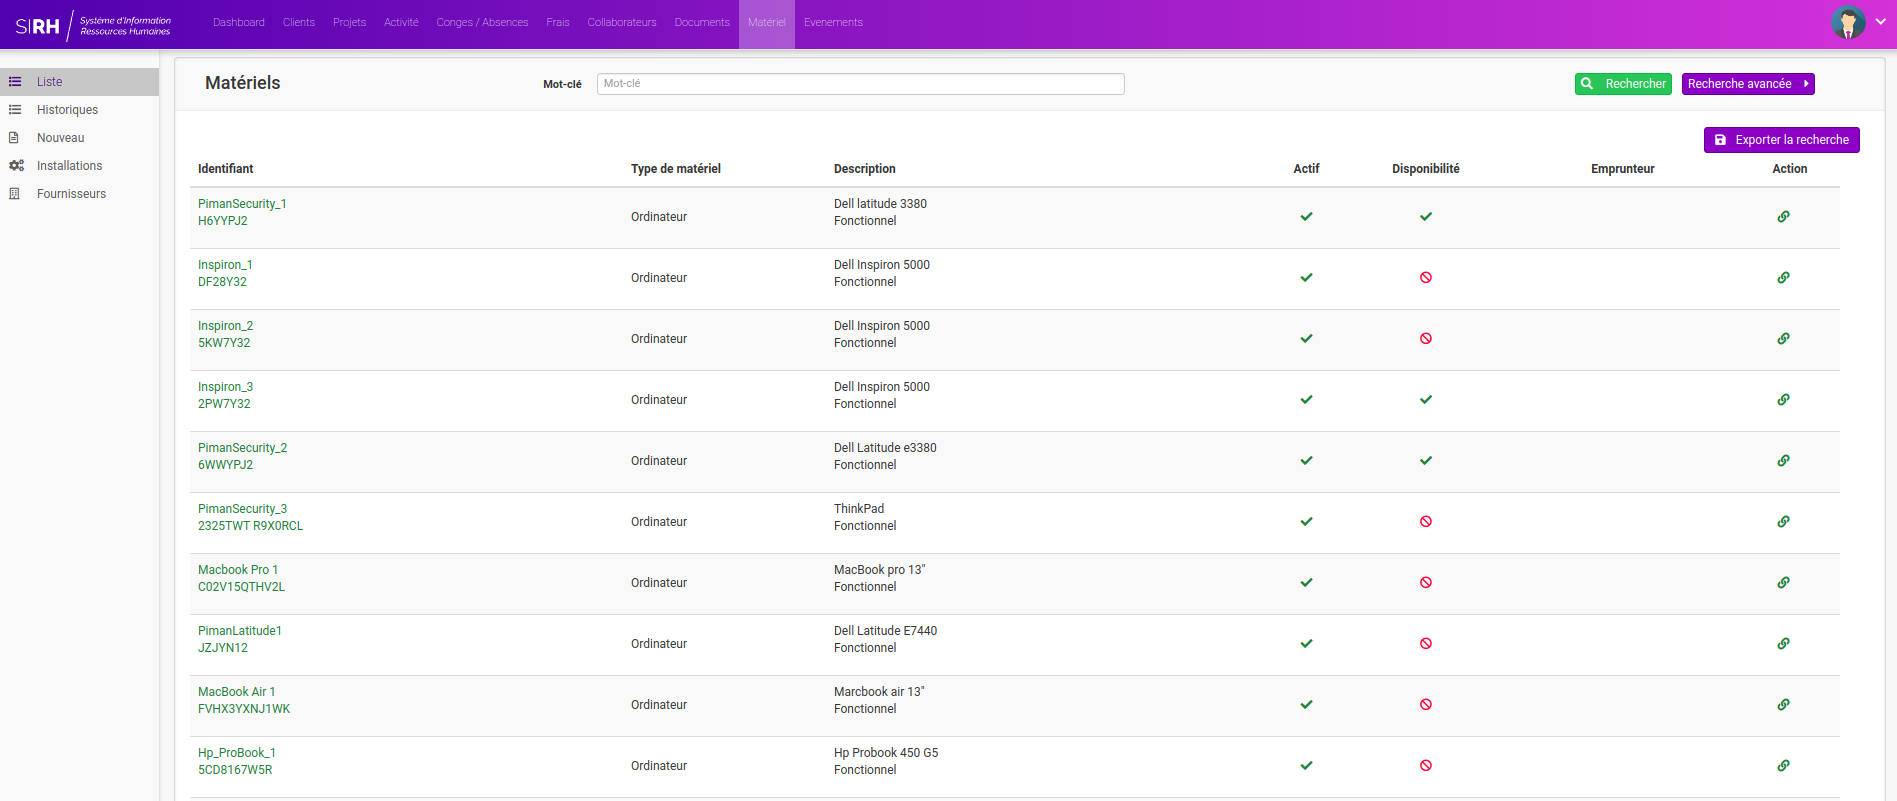 SIRH Système d'Information
Ressources Humaines
Dashboard Clients Projets Activité Conges / Absences Frais Collaborateurs Documents Matériel Evenements
Liste
Historiques
Nouveau
Installations
Fournisseurs
Matériels Mot-clé Mot-clé Rechercher Recherche avancée
Exporter la recherche
Identifiant Type de matériel Description Actif Disponibilité Emprunteur Action
PimanSecurity_1
H6YYPJ2
Ordinateur
Dell latitude 3380
Fonctionnel
Inspiron_1
DF28Y32
Ordinateur
Dell Inspiron 5000
Fonctionnel
Inspiron_2
5KW7Y32
Ordinateur
Dell Inspiron 5000
Fonctionnel
Inspiron_3
2PW7Y32
Ordinateur
Dell Inspiron 5000
Fonctionnel
PimanSecurity_2
6WWYPJ2
Ordinateur
Dell Latitude e3380
Fonctionnel
PimanSecurity_3
2325TWT R9X0RCL
Ordinateur
ThinkPad
Fonctionnel
Macbook Pro 1
C02V15QTHV2L
Ordinateur
MacBook pro 13"
Fonctionnel
PimanLatitude1
JZJYN12
Ordinateur
Dell Latitude E7440
Fonctionnel
MacBook Air 1
FVHX3YXNJ1WK
Ordinateur
Marcbook air 13"
Fonctionnel
Hp_ProBook_1
5CD8167W5R
Ordinateur
Hp Probook 450 G5
Fonctionnel